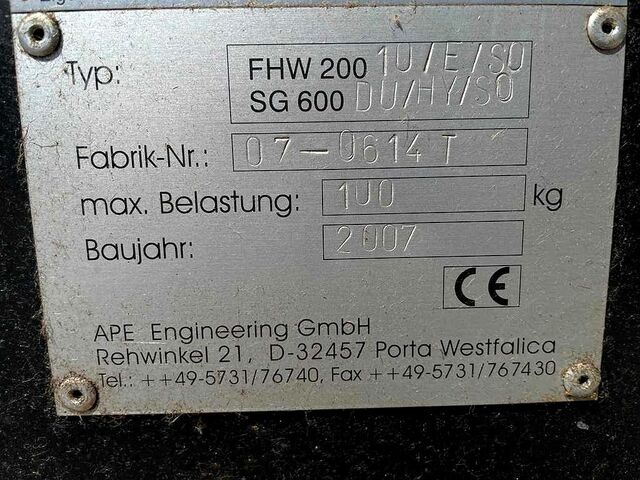 Typ: FHW 200 1U/E/SO
SG 600 DU/HY/SO
Fabrik-Nr.: 07-0614 T
max. Belastung: 100 kg
Baujahr: 2007
CE
APE Engineering GmbH
Rehwinkel 21, D-32457 Porta Westfalica
Tel.: ++49-5731/76740, Fax ++49-5731/767430